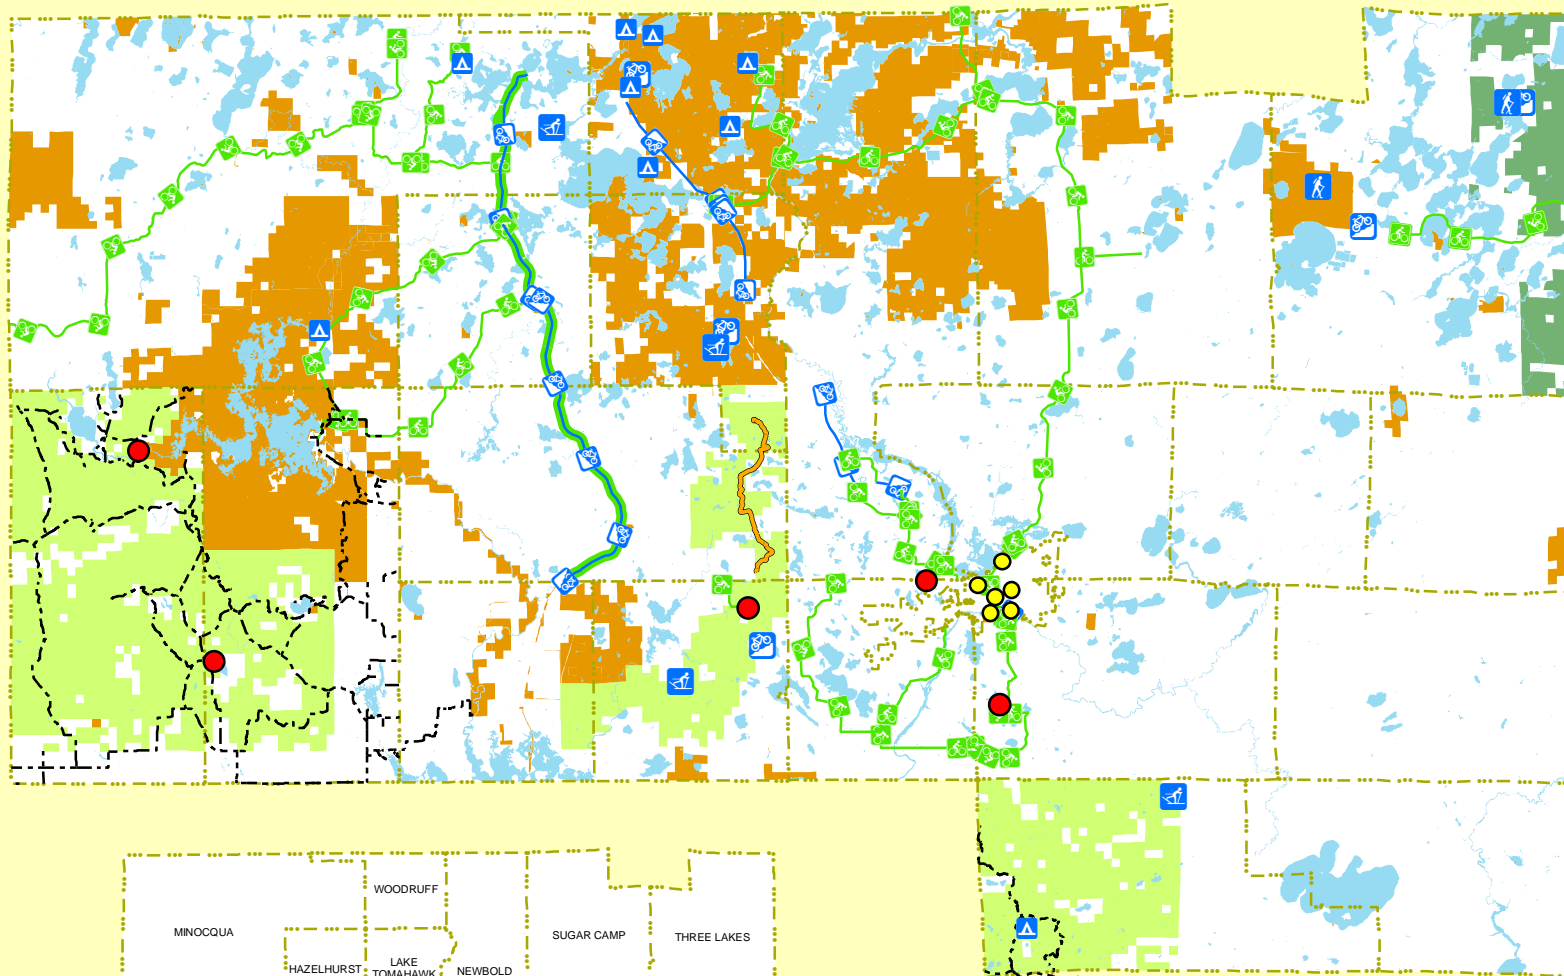 WOODRUFF
MINOCQUA
SUGAR CAMP
THREE LAKES
LAKE
TOMAHAWK
HAZELHURST
NEWBOLD